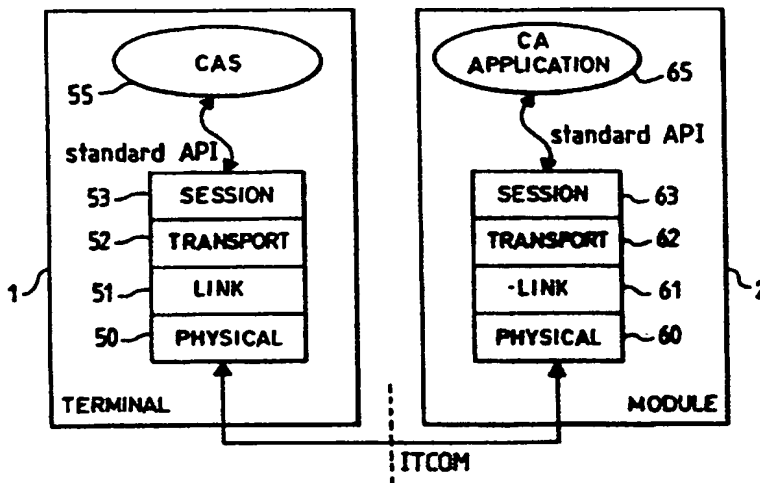 CAS
55
standard API
53
SESSION
52
TRANSPORT
51
LINK
50
PHYSICAL
1
TERMINAL
CA
APPLICATION
65
standard API
SESSION
63
TRANSPORT
62
-LINK
61
PHYSICAL
60
2
MODULE
ITCOM